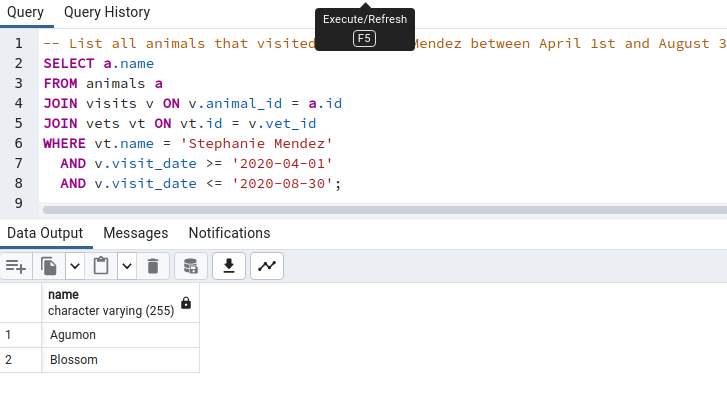 Query Query History
Execute/Refresh
F5
1 -- List all animals that visited Mendez between April 1st and August 3
2 SELECT a.name
3 FROM animals a
4 JOIN visits v ON v.animal_id = a.id
5 JOIN vets vt ON vt.id = v.vet_id
6 WHERE vt.name = 'Stephanie Mendez'
7 AND v.visit_date >= '2020-04-01'
8 AND v.visit_date <= '2020-08-30';
9
Data Output Messages Notifications
name
character varying (255)
1 Agumon
2 Blossom